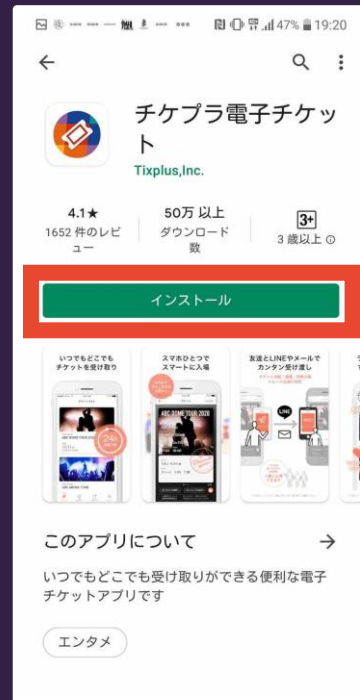 47% 19:20
チケプラ電子チケッ
ト
Tixplus,Inc.
4.1★
1652 件のレビ
ュー
50万 以上
ダウンロード
数
3+
3 歳以上
インストール
いつでもどこでも
チケットを受け取り
スマホひとつで
スマートに入場
友達とLINEやメールで
カンタン受け渡し
ABC DOME TOUR 2020
LINE
このアプリについて
いつでもどこでも受け取りができる便利な電子
チケットアプリです
エンタメ